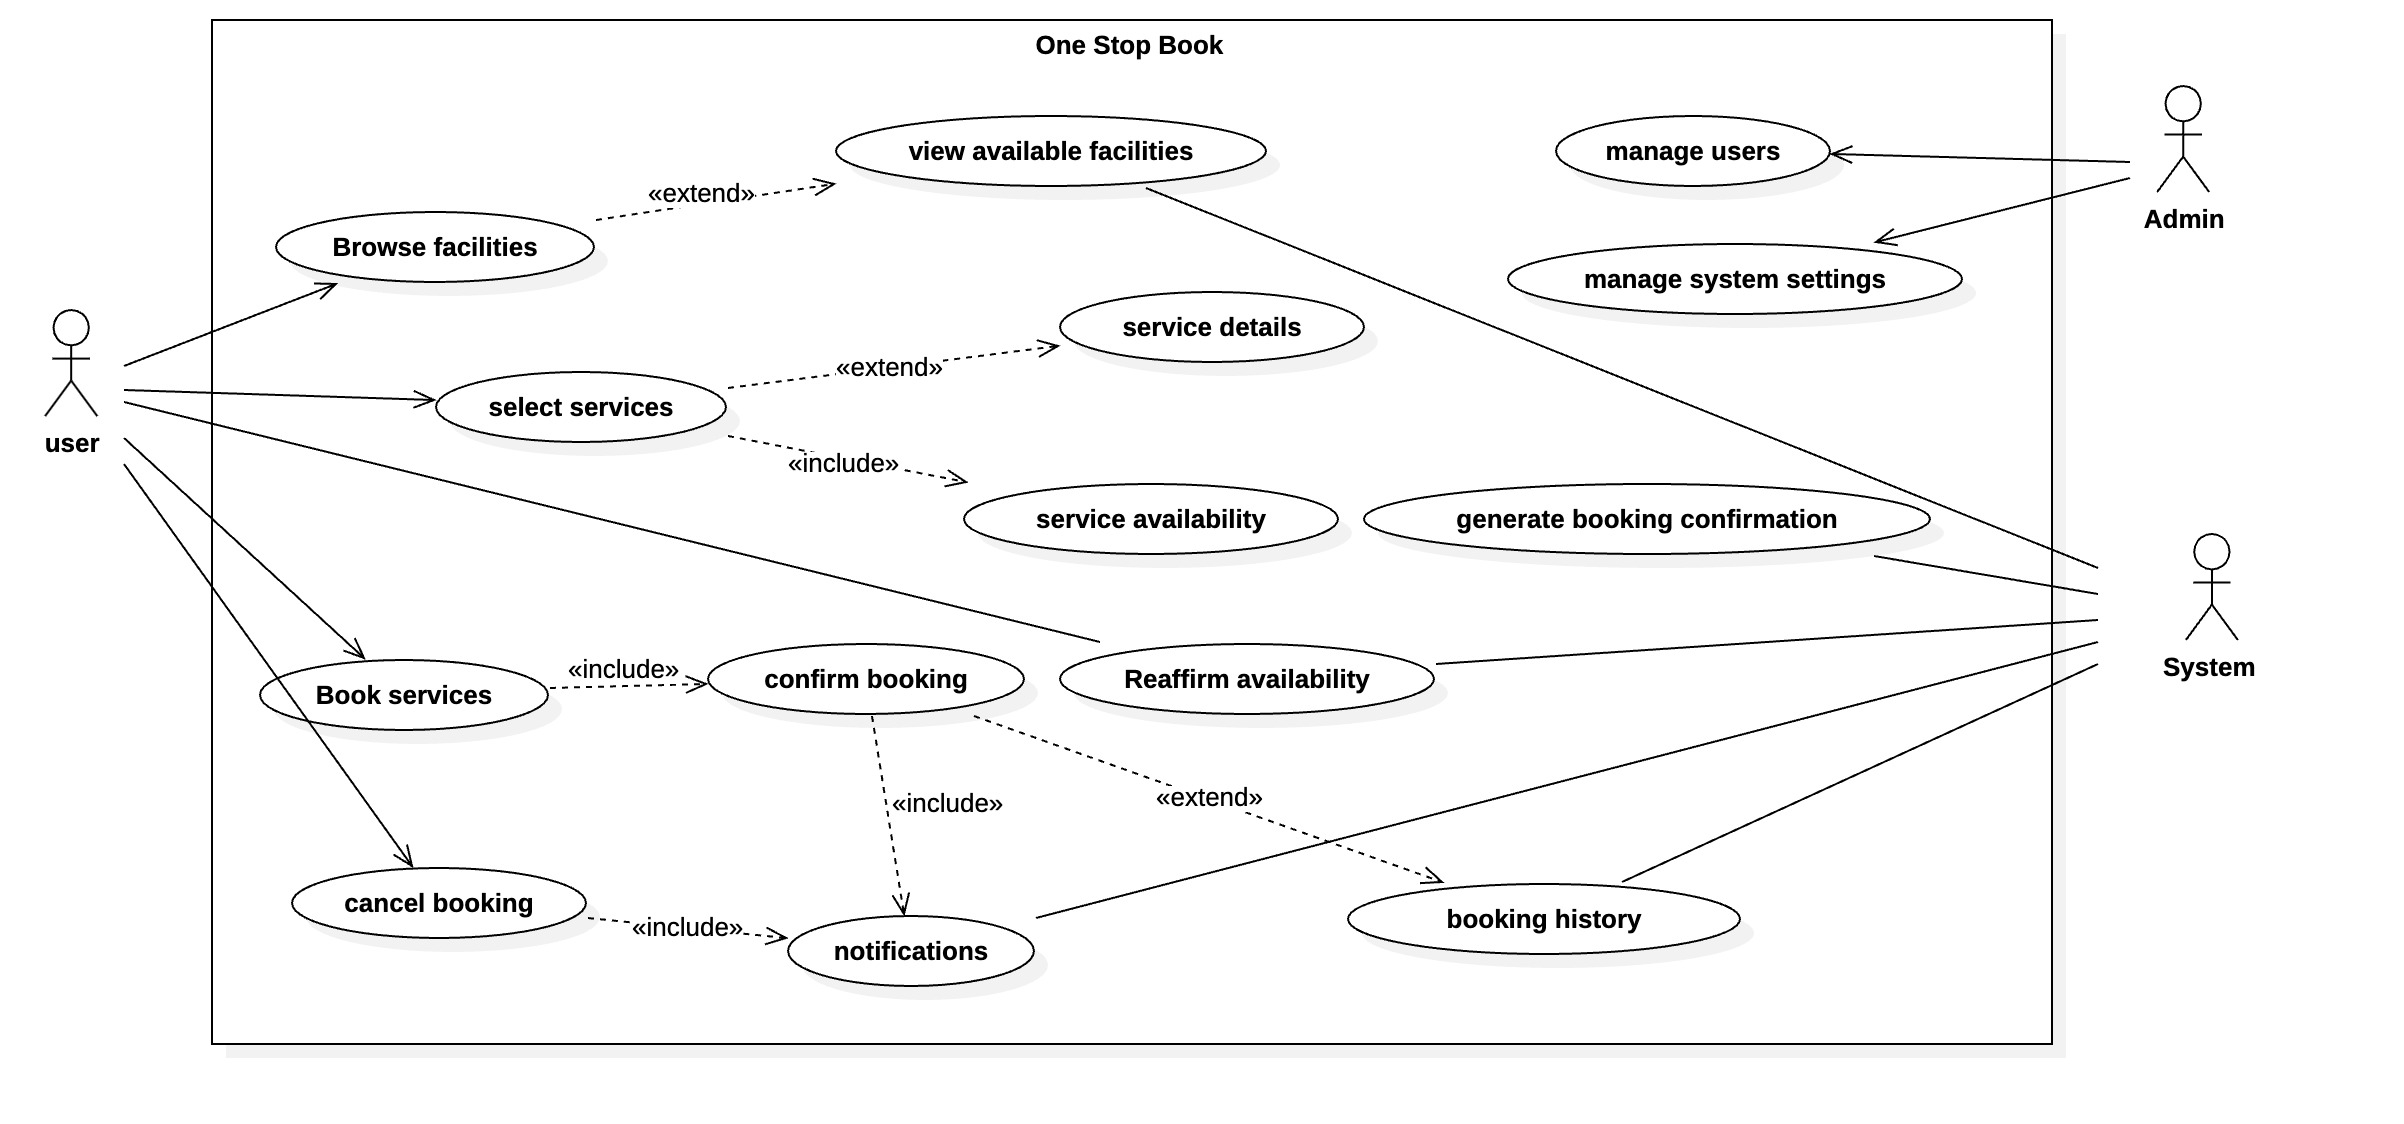 One Stop Book
view available facilities
manage users
«extend»
Admin
Browse facilities
manage system settings
service details
«extend»
select services
user
«include»
service availability
generate booking confirmation
«include»
confirm booking
Reaffirm availability
System
Book services
«include»
«extend»
cancel booking
«include»
booking history
notifications